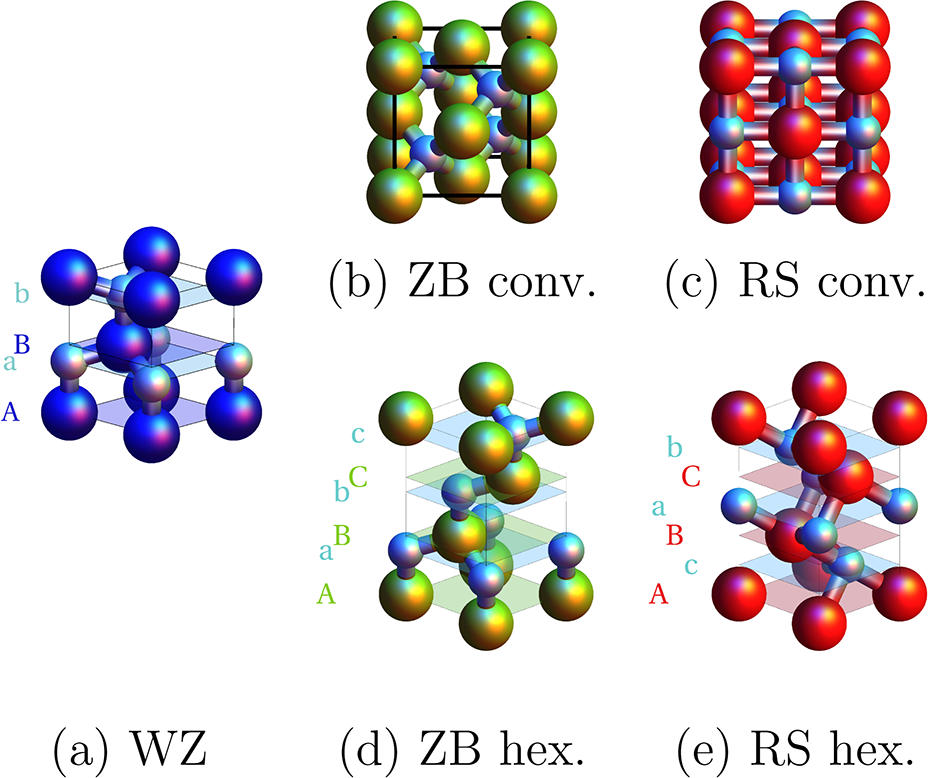 (b) ZB conv.
(c) RS conv.
b
B
a
A
c
C
b
B
a
A
b
C
a
B
c
A
(a) WZ
(d) ZB hex.
(e) RS hex.